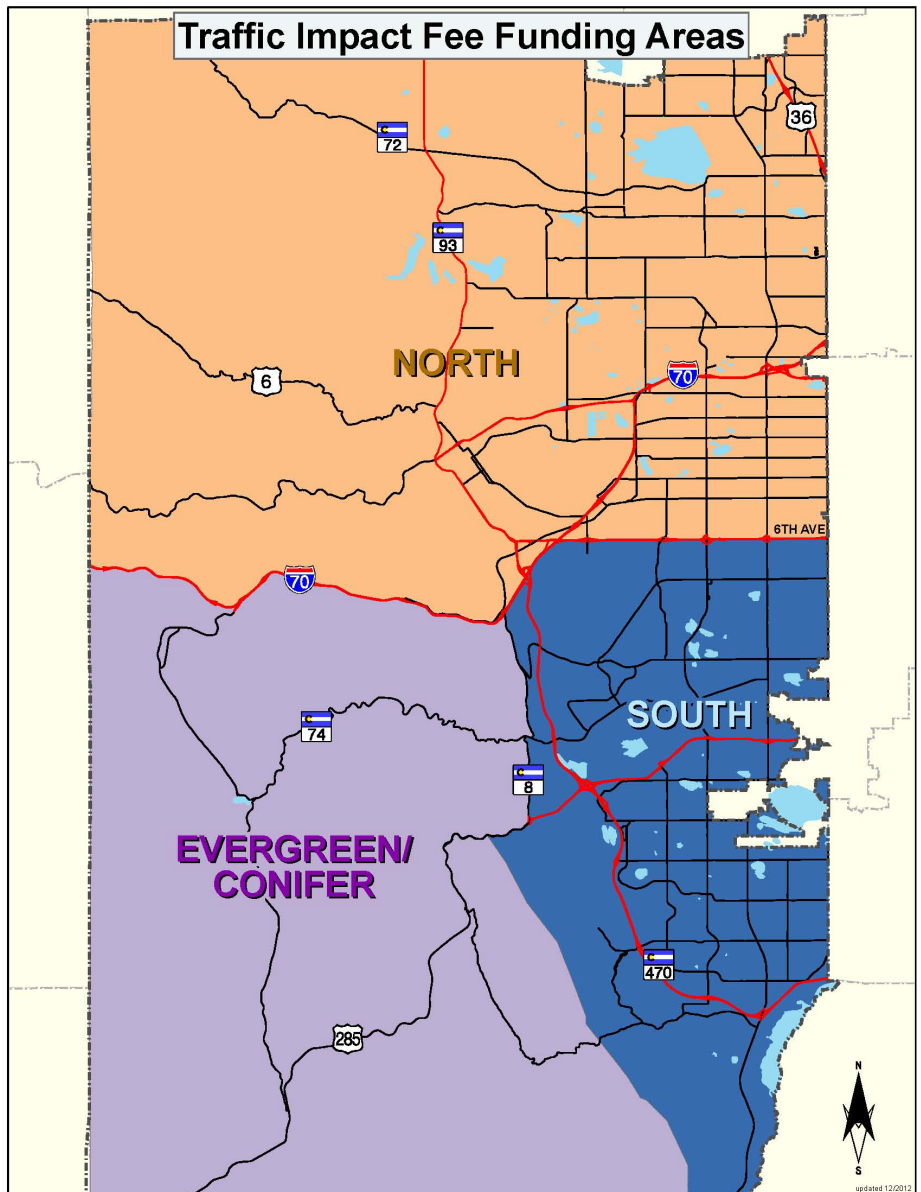 Traffic Impact Fee Funding Areas
36
C
72
C
93
NORTH
6
70
6TH AVE
70
SOUTH
C
74
C
8
EVERGREEN/
CONIFER
C
470
285
N
S
updated 12/2012